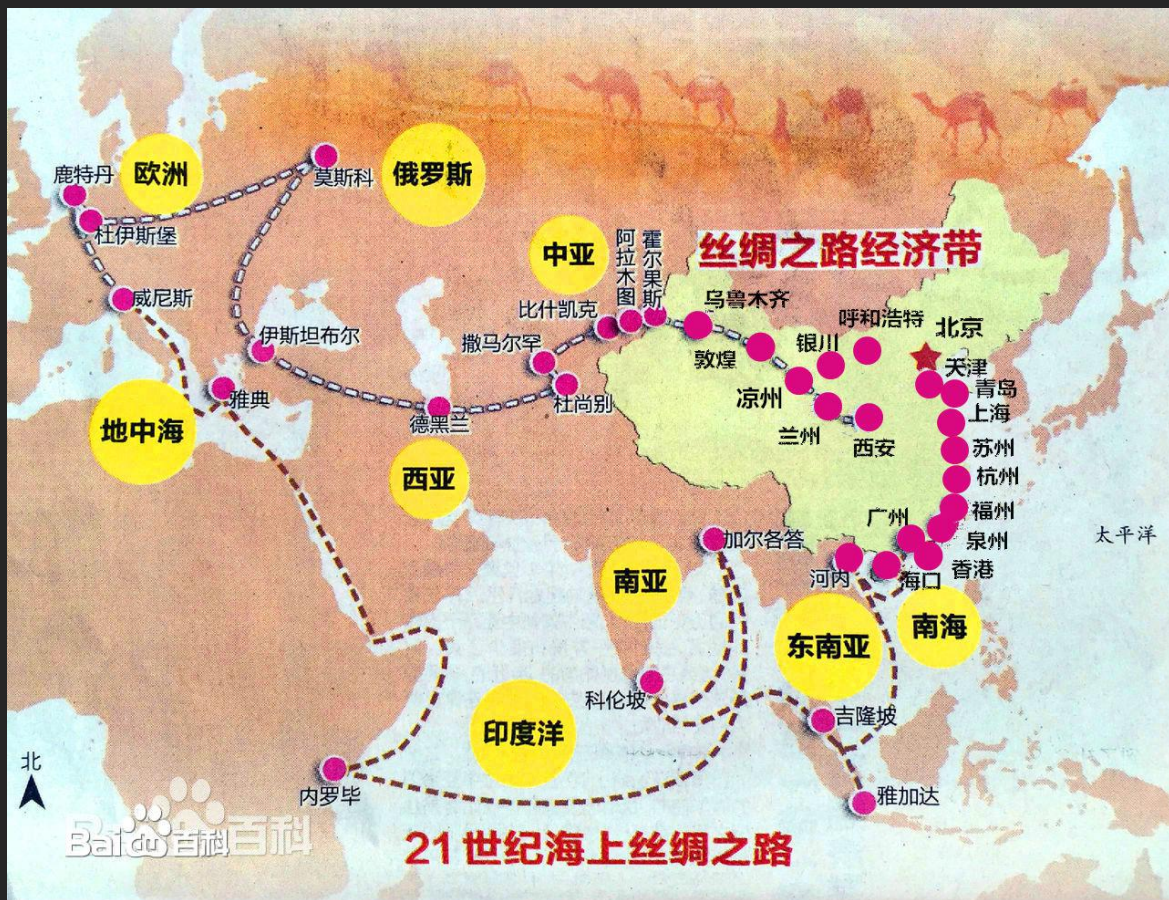 鹿特丹
欧洲
杜伊斯堡
莫斯科
俄罗斯
威尼斯
伊斯坦布尔
雅典
地中海
中亚
阿拉木图
霍尔果斯
比什凯克
撒马尔罕
杜尚别
德黑兰
西亚
丝绸之路经济带
乌鲁木齐
敦煌
呼和浩特
北京
银川
凉州
兰州
西安
天津
青岛
上海
苏州
杭州
福州
广州
泉州
香港
海口
河内
太平洋
加尔各答
南亚
东南亚
南海
科伦坡
吉隆坡
印度洋
内罗毕
雅加达
北
21世纪海上丝绸之路
Bai du 百科
百科